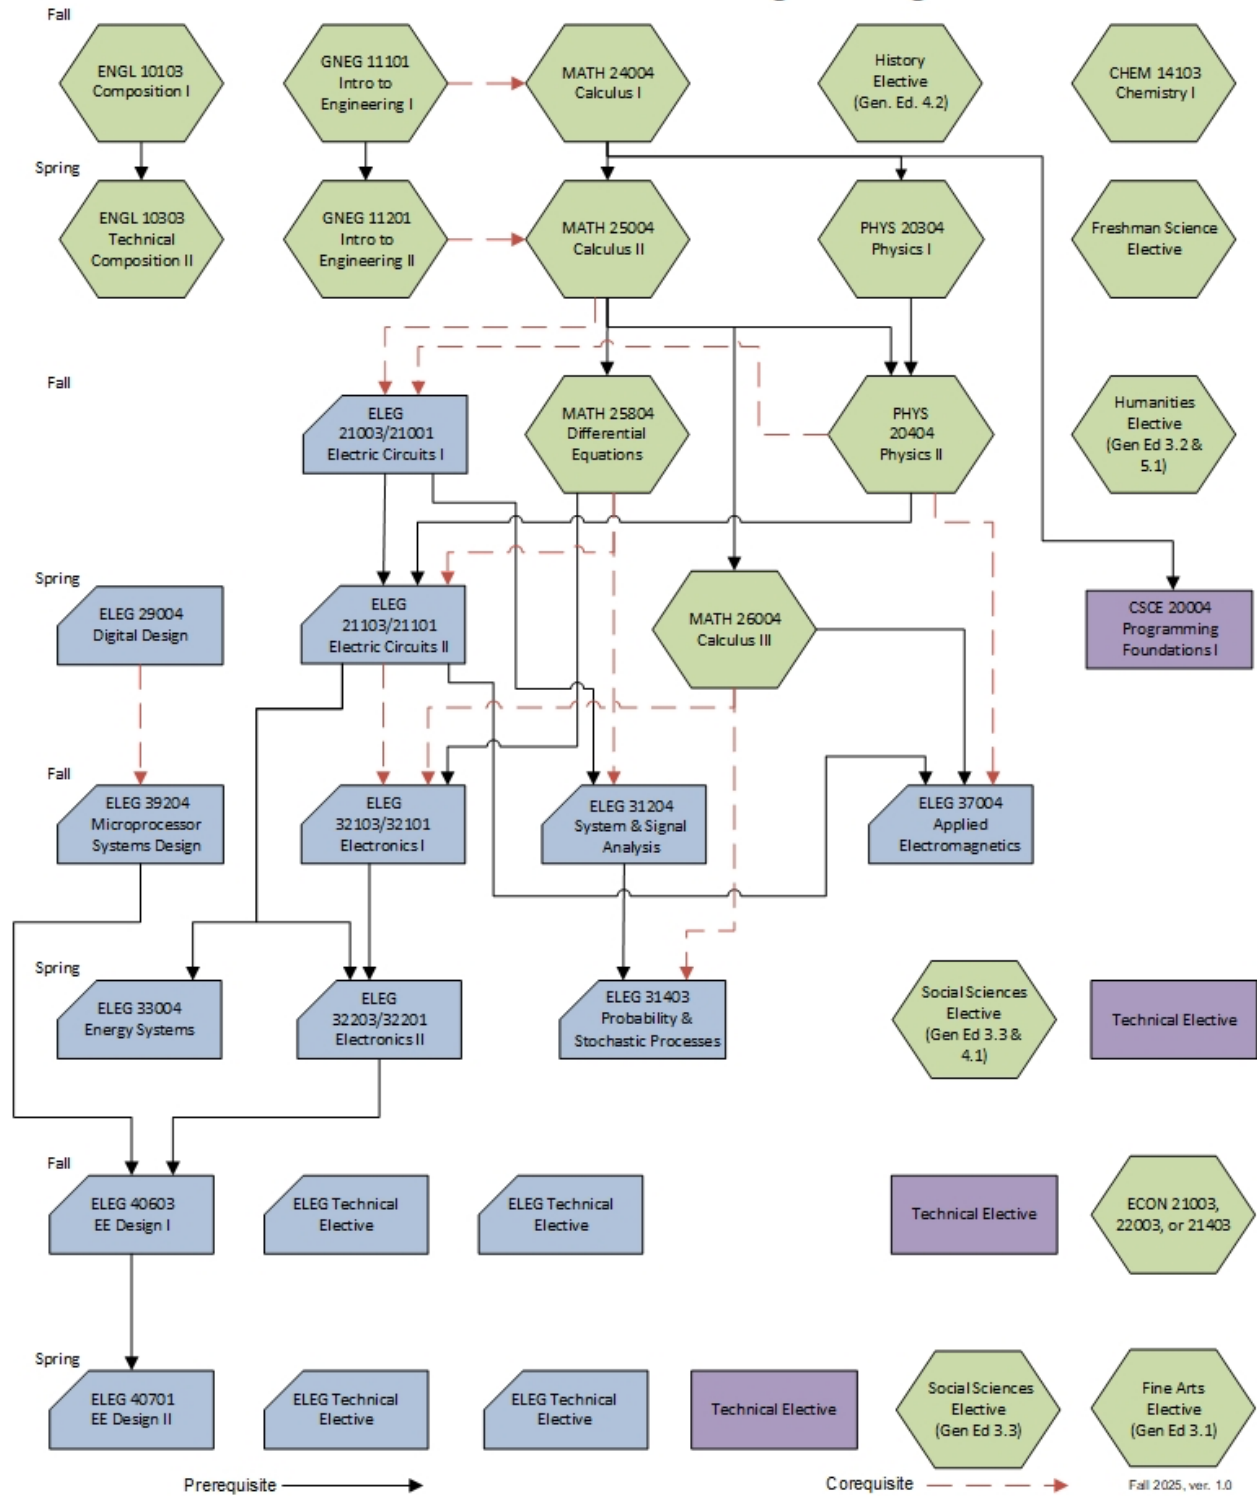 Fall
ENGL 10103
Composition I
GNEG 11101
Intro to
Engineering I
MATH 24004
Calculus I
History
Elective
(Gen. Ed. 4.2)
CHEM 14103
Chemistry I
Spring
ENGL 10303
Technical
Composition II
GNEG 11201
Intro to
Engineering II
MATH 25004
Calculus II
PHYS 20304
Physics I
Freshman Science
Elective
Fall
ELEG
21003/21001
Electric Circuits I
MATH 25804
Differential
Equations
PHYS
20404
Physics II
Humanities
Elective
(Gen Ed 3.2 &
5.1)
Spring
ELEG 29004
Digital Design
ELEG
21103/21101
Electric Circuits II
MATH 26004
Calculus III
CSCE 20004
Programming
Foundations I
Fall
ELEG 39204
Microprocessor
Systems Design
ELEG
32103/32101
Electronics I
ELEG 31204
System & Signal
Analysis
ELEG 37004
Applied
Electromagnetics
Spring
ELEG 33004
Energy Systems
ELEG
32203/32201
Electronics II
ELEG 31403
Probability &
Stochastic Processes
Social Sciences
Elective
(Gen Ed 3.3 &
4.1)
Technical Elective
Fall
ELEG 40603
EE Design I
ELEG Technical
Elective
ELEG Technical
Elective
Technical Elective
ECON 21003,
22003, or 21403
Spring
ELEG 40701
EE Design II
ELEG Technical
Elective
ELEG Technical
Elective
Technical Elective
Social Sciences
Elective
(Gen Ed 3.3)
Fine Arts
Elective
(Gen Ed 3.1)
Prerequisite
Corequisite
Fall 2025, ver. 1.0